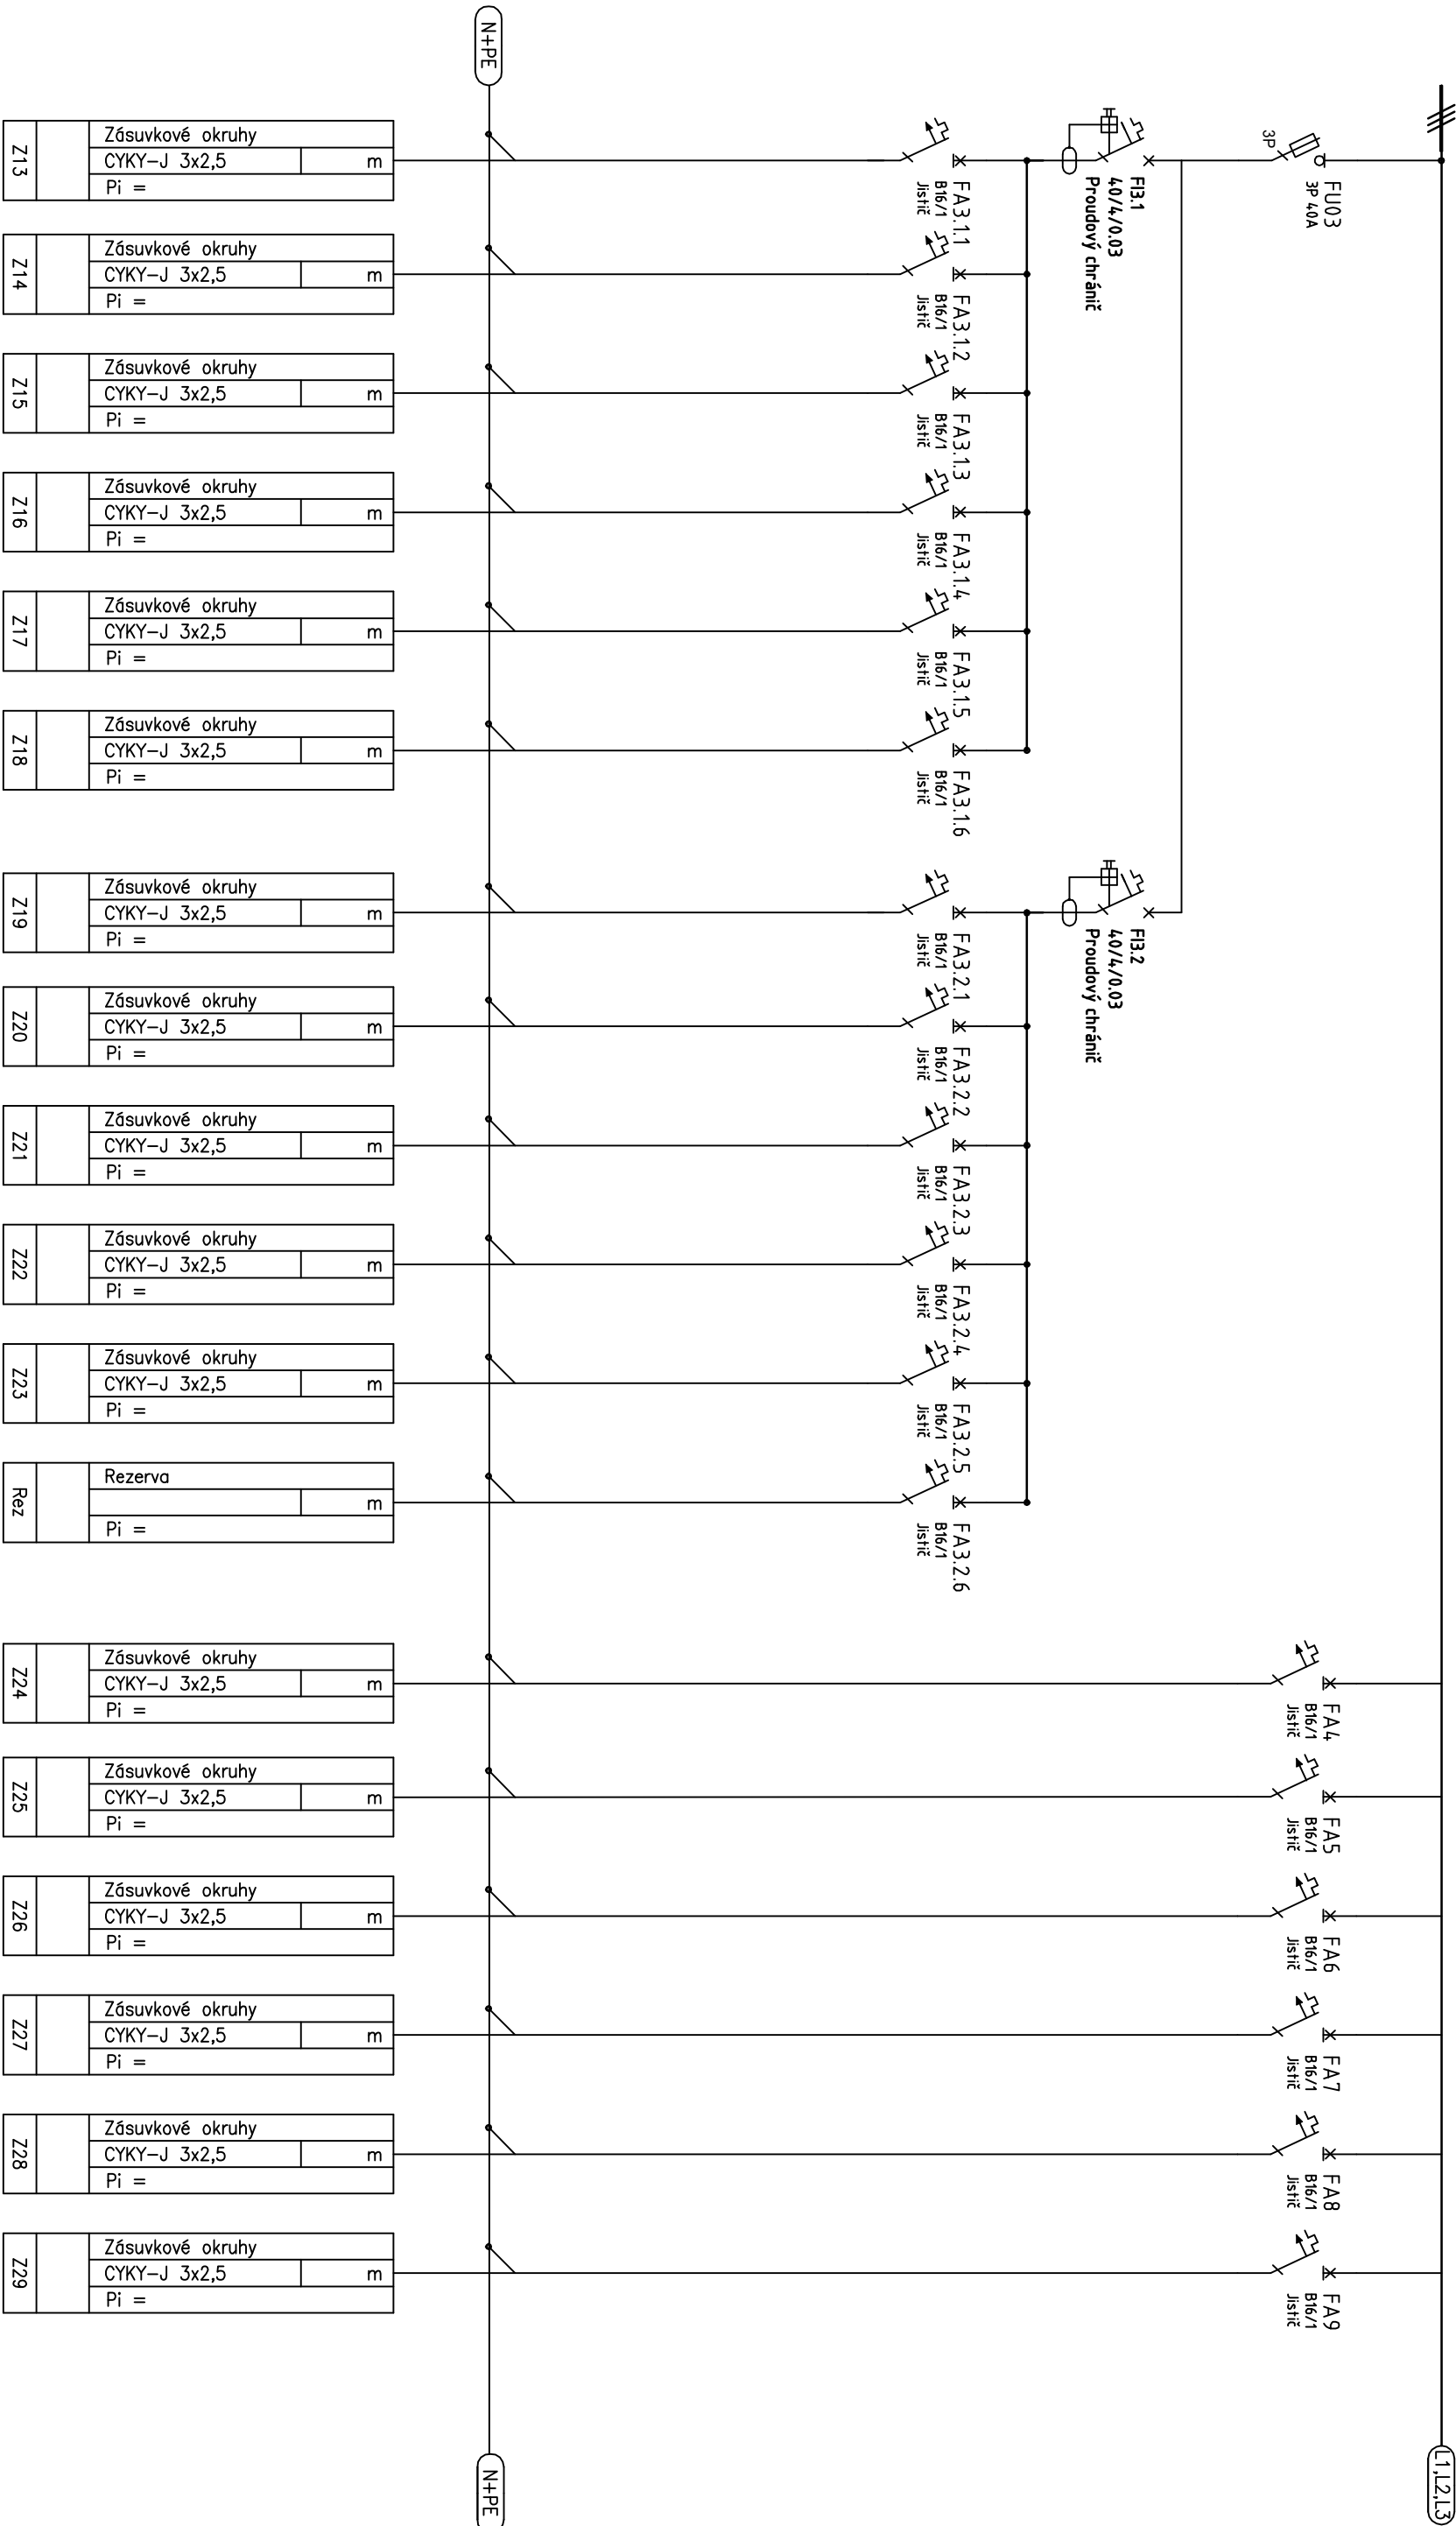 L1,L2,L3
FU03
3P 40A
3P
FI3.1
40/4/0.03
Proudový chránič
FI3.2
40/4/0.03
Proudový chránič
FA3.1.1
B16/1
Jistič
FA3.1.2
B16/1
Jistič
FA3.1.3
B16/1
Jistič
FA3.1.4
B16/1
Jistič
FA3.1.5
B16/1
Jistič
FA3.1.6
B16/1
Jistič
FA3.2.1
B16/1
Jistič
FA3.2.2
B16/1
Jistič
FA3.2.3
B16/1
Jistič
FA3.2.4
B16/1
Jistič
FA3.2.5
B16/1
Jistič
FA3.2.6
B16/1
Jistič
FA4
B16/1
Jistič
FA5
B16/1
Jistič
FA6
B16/1
Jistič
FA7
B16/1
Jistič
FA8
B16/1
Jistič
FA9
B16/1
Jistič
N+PE
N+PE
Zásuvkové okruhy
CYKY-J 3x2,5 m
Pi =
Z13
Zásuvkové okruhy
CYKY-J 3x2,5 m
Pi =
Z14
Zásuvkové okruhy
CYKY-J 3x2,5 m
Pi =
Z15
Zásuvkové okruhy
CYKY-J 3x2,5 m
Pi =
Z16
Zásuvkové okruhy
CYKY-J 3x2,5 m
Pi =
Z17
Zásuvkové okruhy
CYKY-J 3x2,5 m
Pi =
Z18
Zásuvkové okruhy
CYKY-J 3x2,5 m
Pi =
Z19
Zásuvkové okruhy
CYKY-J 3x2,5 m
Pi =
Z20
Zásuvkové okruhy
CYKY-J 3x2,5 m
Pi =
Z21
Zásuvkové okruhy
CYKY-J 3x2,5 m
Pi =
Z22
Zásuvkové okruhy
CYKY-J 3x2,5 m
Pi =
Z23
Rezerva
m
Pi =
Rez
Zásuvkové okruhy
CYKY-J 3x2,5 m
Pi =
Z24
Zásuvkové okruhy
CYKY-J 3x2,5 m
Pi =
Z25
Zásuvkové okruhy
CYKY-J 3x2,5 m
Pi =
Z26
Zásuvkové okruhy
CYKY-J 3x2,5 m
Pi =
Z27
Zásuvkové okruhy
CYKY-J 3x2,5 m
Pi =
Z28
Zásuvkové okruhy
CYKY-J 3x2,5 m
Pi =
Z29